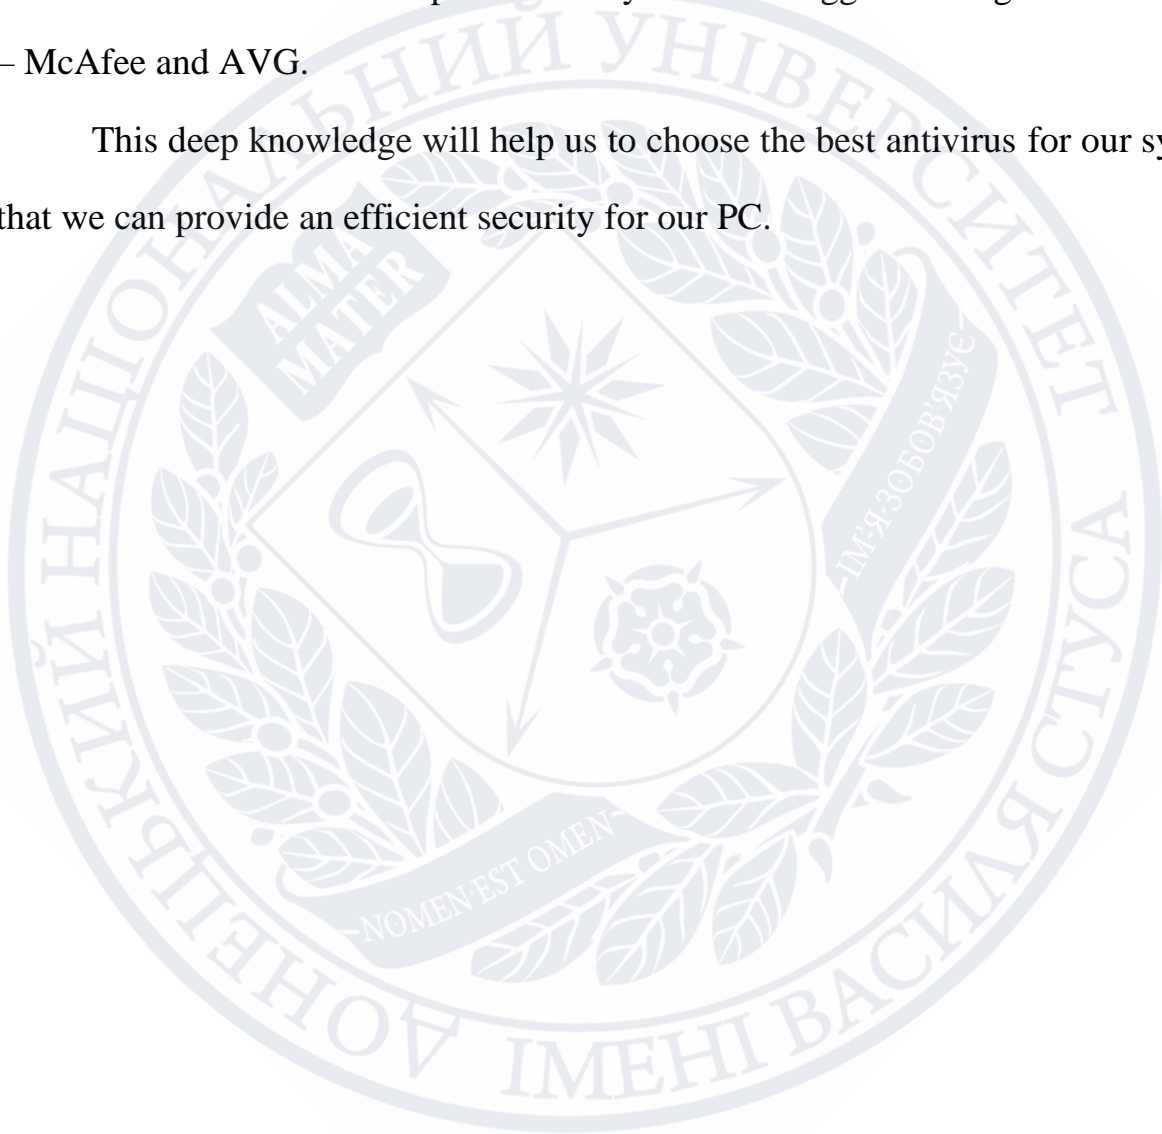 – McAfee and AVG.
This deep knowledge will help us to choose the best antivirus for our
that we can provide an efficient security for our PC.
ДОНЕЦЬКИЙ НАЦІОНАЛЬНИЙ УНІВЕРСИТЕТ
ІМЕНІ ВАСИЛЯ СТУСА
ALMA
MATER
ІМ'Я·ЗОБОВ'ЯЗУЄ
NOMEN·EST OMEN